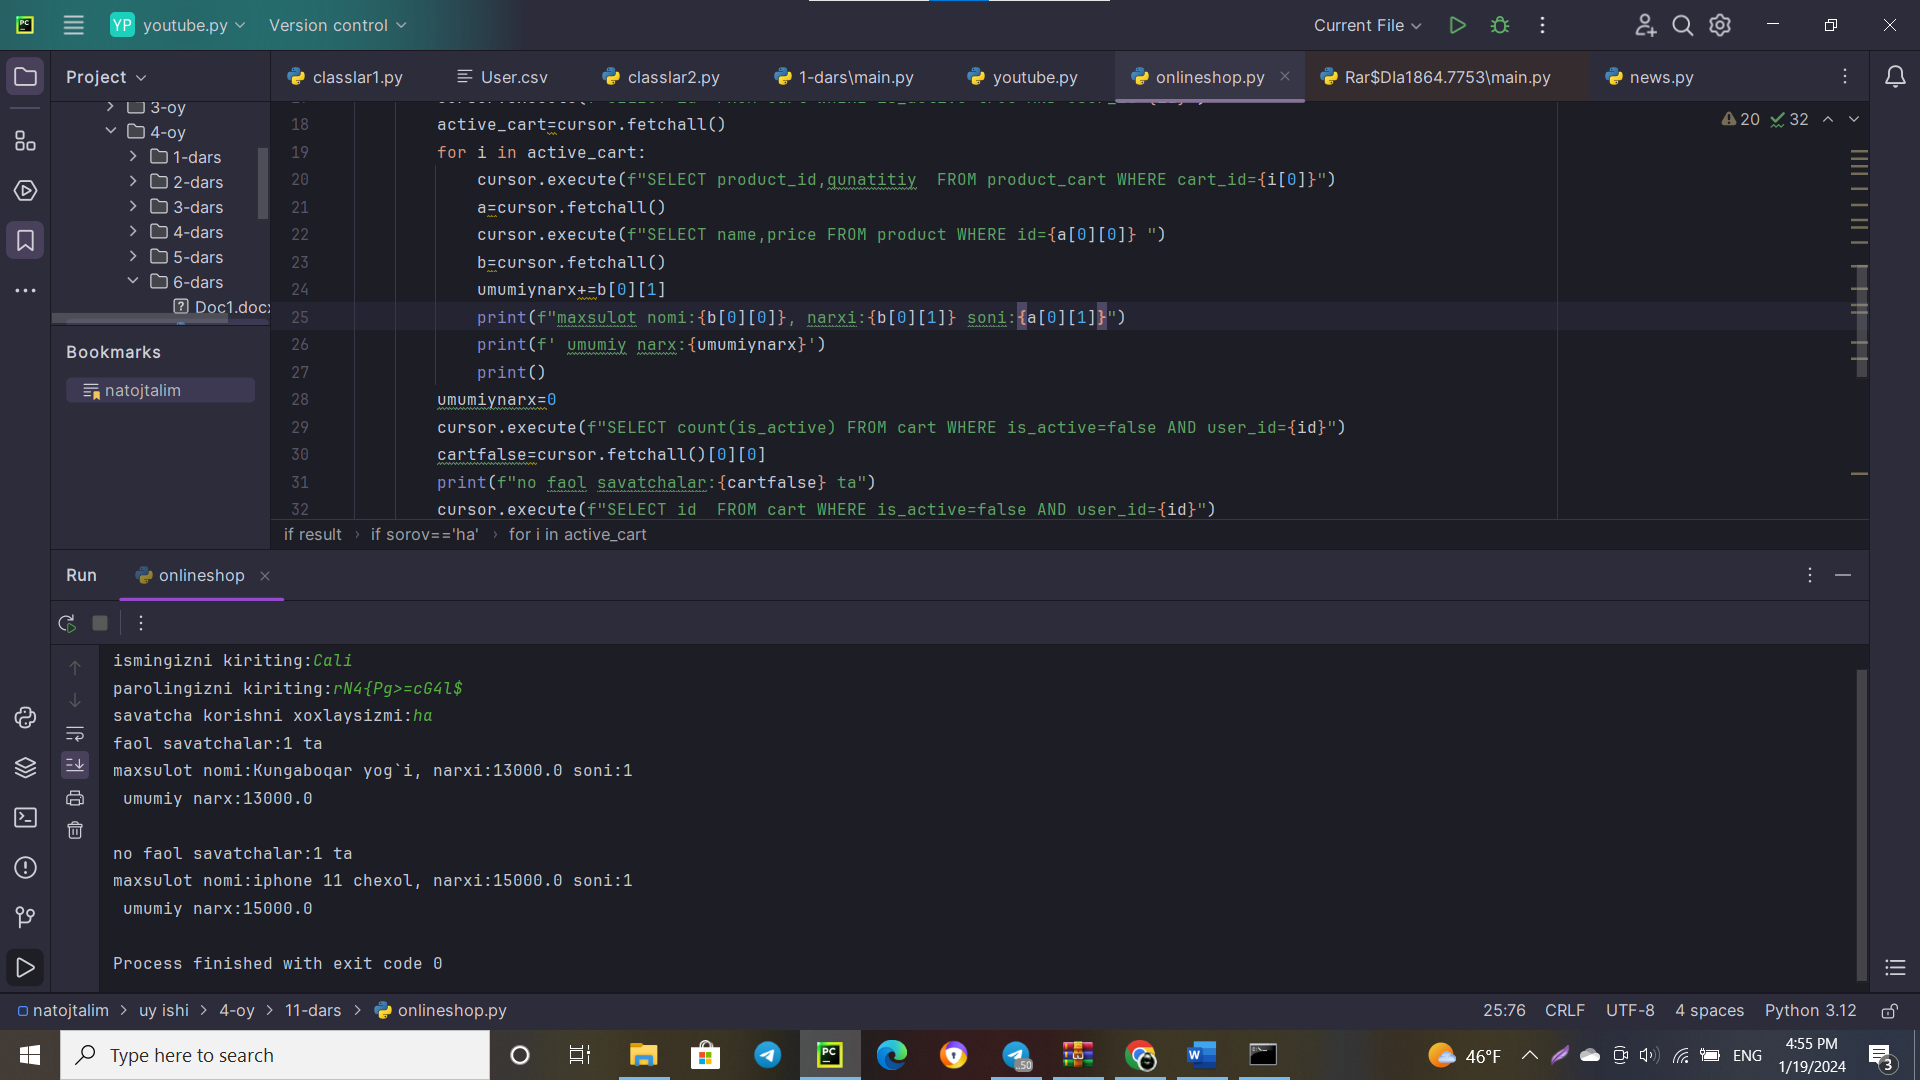 YP youtube.py Version control Current File
Project
classlar1.py User.csv classlar2.py 1-dars\main.py youtube.py onlineshop.py Rar$DIa1864.7753\main.py news.py
3-oy
4-oy
1-dars
2-dars
3-dars
4-dars
5-dars
6-dars
Doc1.docx
Bookmarks
natojtalim
20 32
18 active_cart=cursor.fetchall()
19 for i in active_cart:
20 cursor.execute(f"SELECT product_id,qunatitiy  FROM product_cart WHERE cart_id={i[0]}")
21 a=cursor.fetchall()
22 cursor.execute(f"SELECT name,price FROM product WHERE id={a[0][0]} ")
23 b=cursor.fetchall()
24 umumiynarx+=b[0][1]
25 print(f"maxsulot nomi:{b[0][0]}, narxi:{b[0][1]} soni:{a[0][1]}")
26 print(f' umumiy narx:{umumiynarx}')
27 print()
28 umumiynarx=0
29 cursor.execute(f"SELECT count(is_active) FROM cart WHERE is_active=false AND user_id={id}")
30 cartfalse=cursor.fetchall()[0][0]
31 print(f"no faol savatchalar:{cartfalse} ta")
32 cursor.execute(f"SELECT id  FROM cart WHERE is_active=false AND user_id={id}")
if result › if sorov=='ha' › for i in active_cart
Run onlineshop
ismingizni kiriting:Cali
parolingizni kiriting:rN4{Pg>=cG4l$
savatcha korishni xoxlaysizmi:ha
faol savatchalar:1 ta
maxsulot nomi:Kungaboqar yog`i, narxi:13000.0 soni:1
umumiy narx:13000.0
no faol savatchalar:1 ta
maxsulot nomi:iphone 11 chexol, narxi:15000.0 soni:1
umumiy narx:15000.0
Process finished with exit code 0
natojtalim › uy ishi › 4-oy › 11-dars › onlineshop.py 25:76 CRLF UTF-8 4 spaces Python 3.12
Type here to search
46°F ENG 4:55 PM
1/19/2024
3